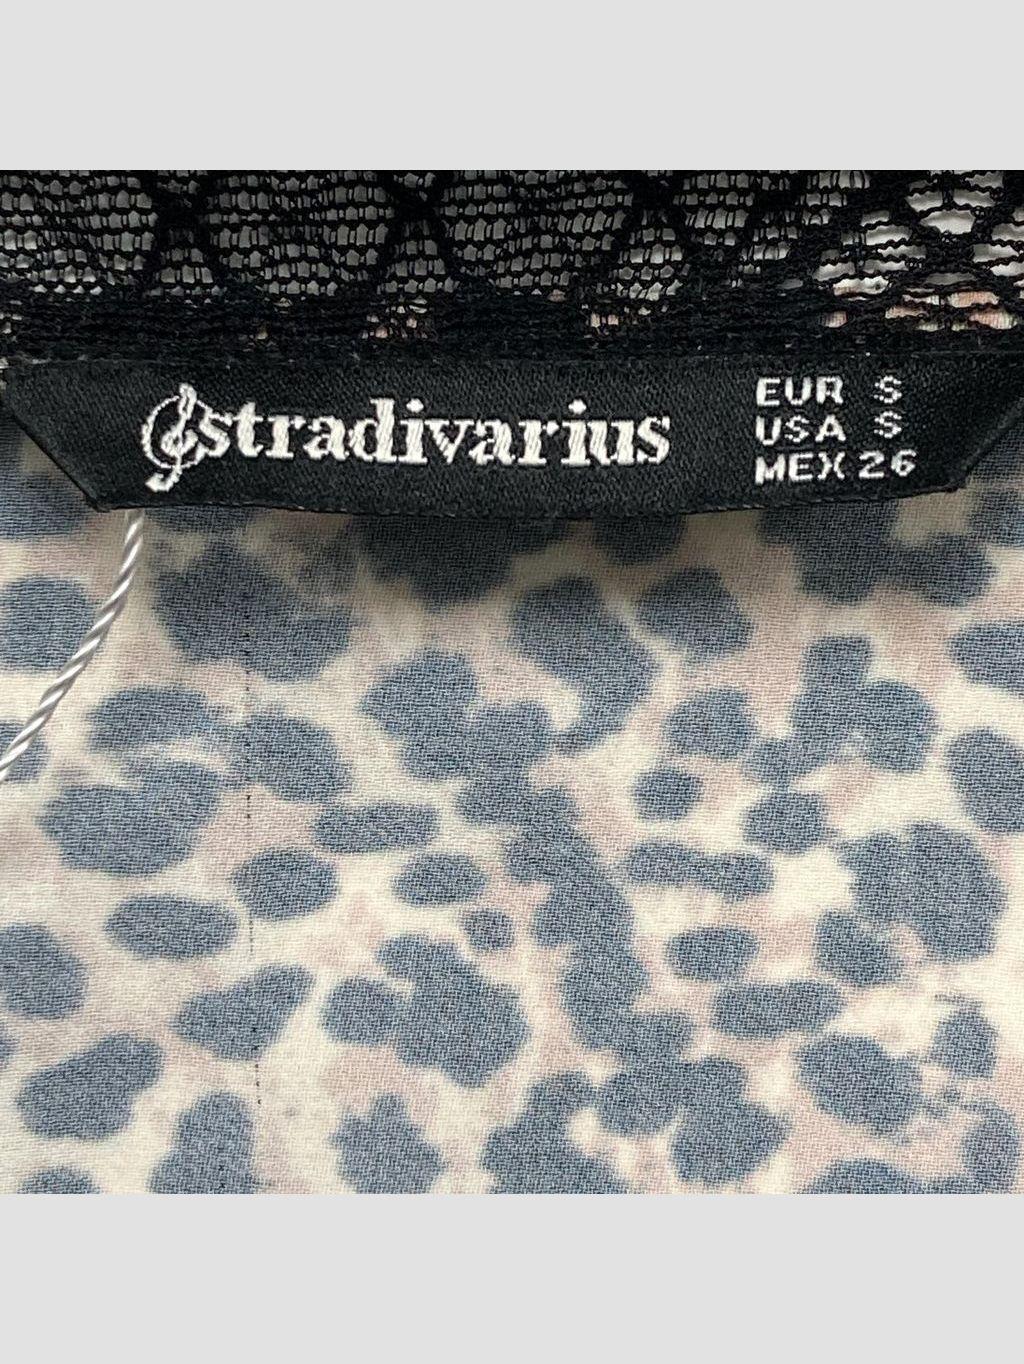 stradivarius
EUR S
USA S
MEX 26